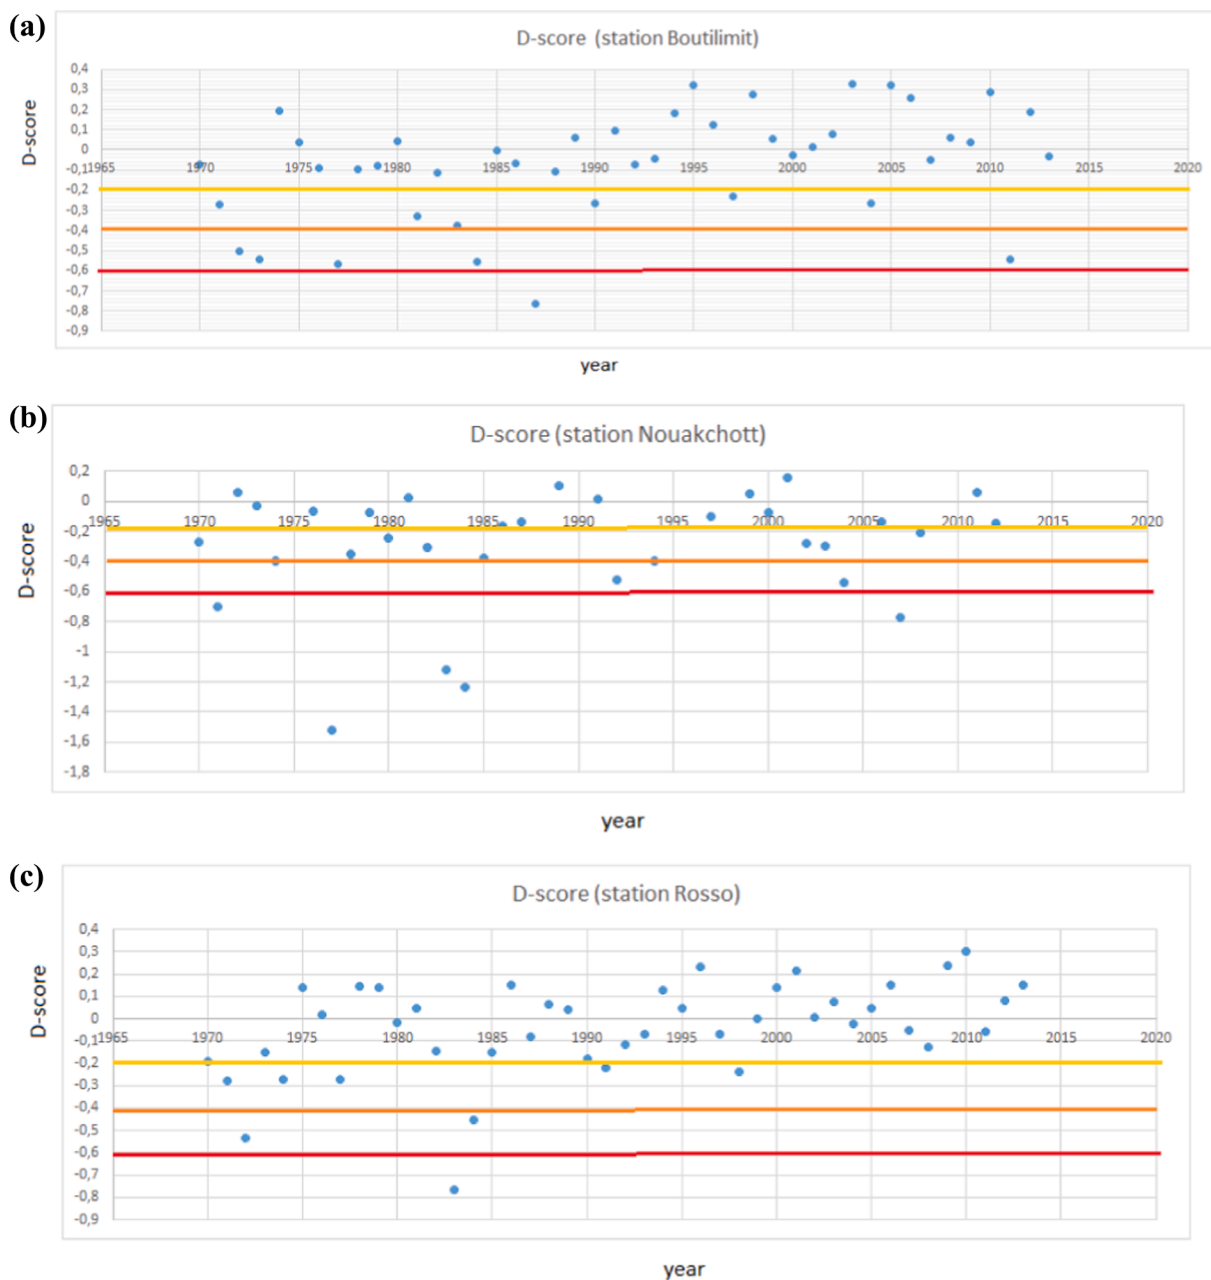 (a)
D-score (station Boutilimit)
D-score
0,4
0,3
0,2
0,1
0
-0,1
-0,2
-0,3
-0,4
-0,5
-0,6
-0,7
-0,8
-0,9
1965 1970 1975 1980 1985 1990 1995 2000 2005 2010 2015 2020
year
(b)
D-score (station Nouakchott)
D-score
0,2
0
-0,2
-0,4
-0,6
-0,8
-1
-1,2
-1,4
-1,6
-1,8
1965 1970 1975 1980 1985 1990 1995 2000 2005 2010 2015 2020
year
(c)
D-score (station Rosso)
D-score
0,4
0,3
0,2
0,1
0
-0,1
-0,2
-0,3
-0,4
-0,5
-0,6
-0,7
-0,8
-0,9
1965 1970 1975 1980 1985 1990 1995 2000 2005 2010 2015 2020
year